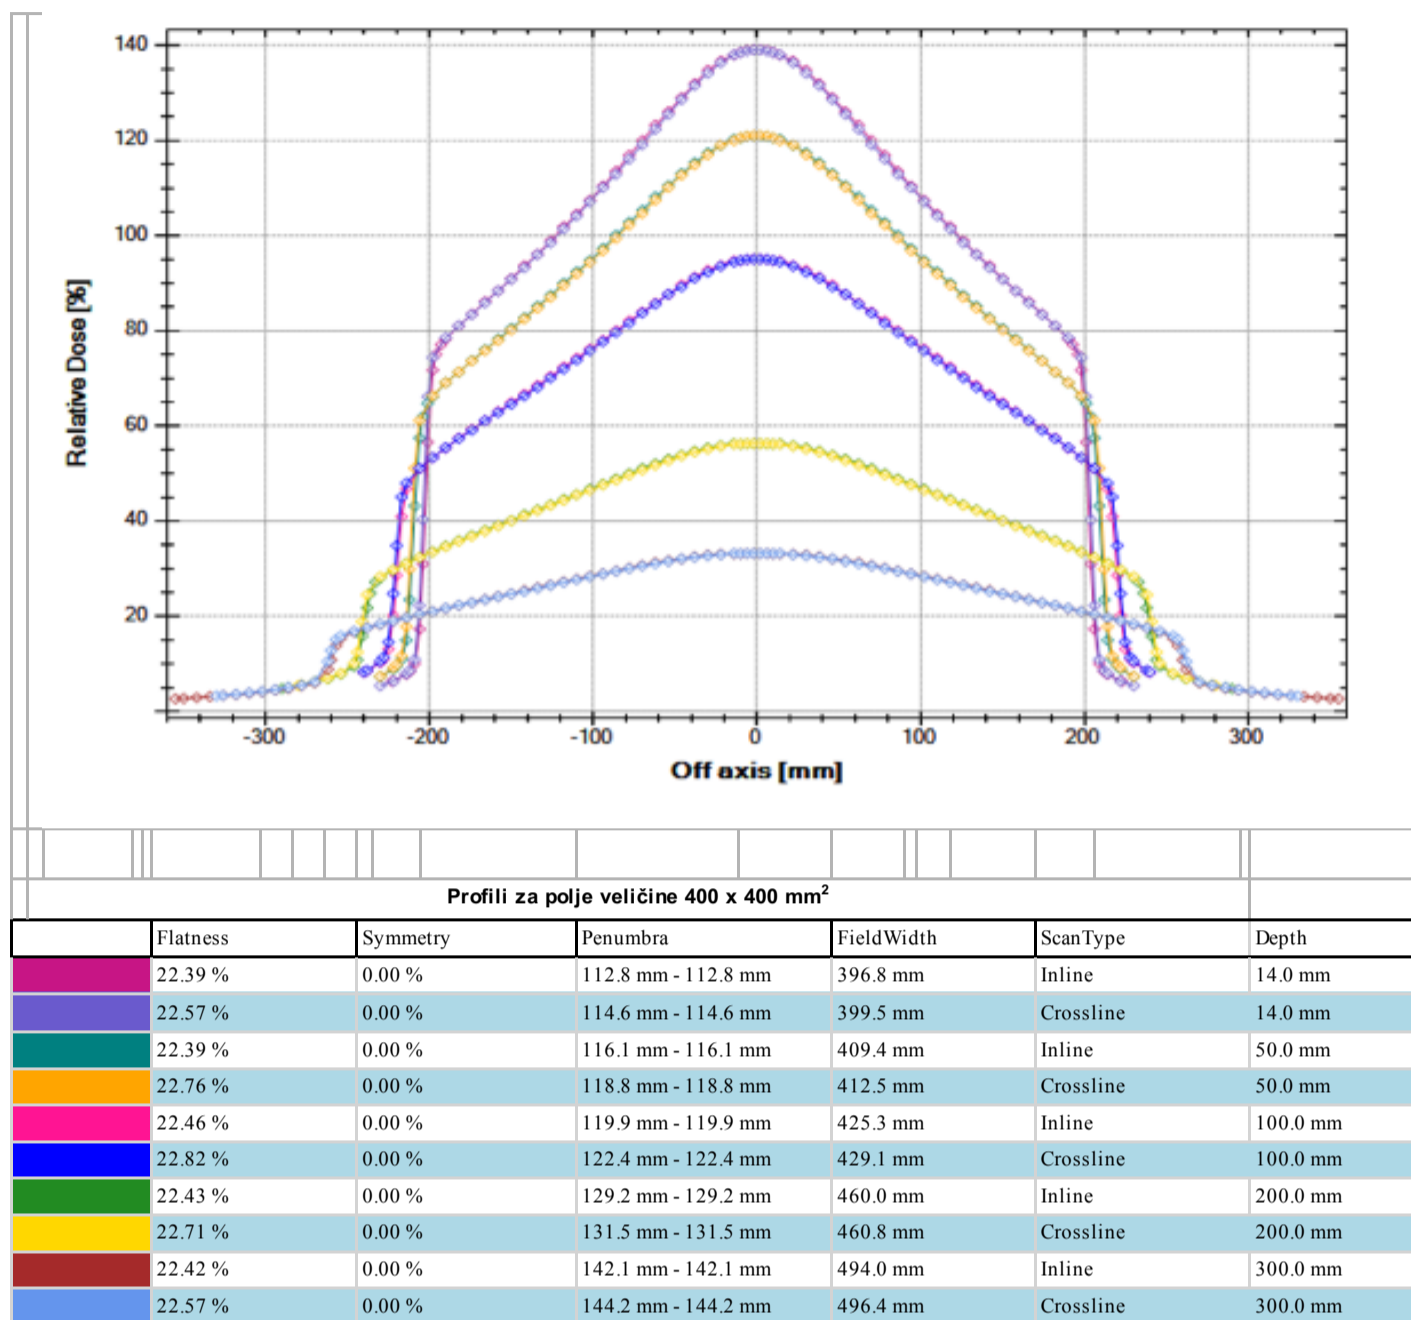 140
120
100
80
60
40
20
Relative Dose [%]
-300 -200 -100 0 100 200 300
Off axis [mm]
Profili za polje veličine 400 x 400 mm²
Flatness Symmetry Penumbra FieldWidth ScanType Depth
22.39 % 0.00 % 112.8 mm - 112.8 mm 396.8 mm Inline 14.0 mm
22.57 % 0.00 % 114.6 mm - 114.6 mm 399.5 mm Crossline 14.0 mm
22.39 % 0.00 % 116.1 mm - 116.1 mm 409.4 mm Inline 50.0 mm
22.76 % 0.00 % 118.8 mm - 118.8 mm 412.5 mm Crossline 50.0 mm
22.46 % 0.00 % 119.9 mm - 119.9 mm 425.3 mm Inline 100.0 mm
22.82 % 0.00 % 122.4 mm - 122.4 mm 429.1 mm Crossline 100.0 mm
22.43 % 0.00 % 129.2 mm - 129.2 mm 460.0 mm Inline 200.0 mm
22.71 % 0.00 % 131.5 mm - 131.5 mm 460.8 mm Crossline 200.0 mm
22.42 % 0.00 % 142.1 mm - 142.1 mm 494.0 mm Inline 300.0 mm
22.57 % 0.00 % 144.2 mm - 144.2 mm 496.4 mm Crossline 300.0 mm